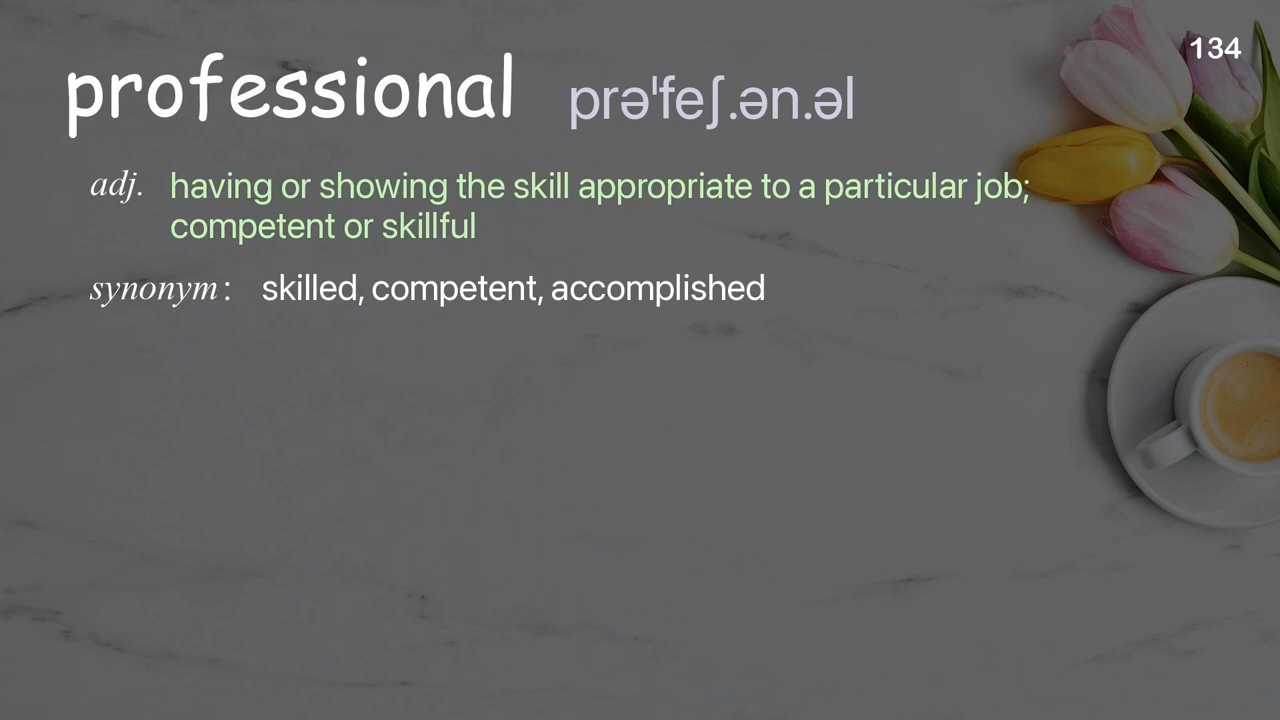 134
professional prəˈfeʃ.ən.əl
adj. having or showing the skill appropriate to a particular job;
competent or skillful
synonym: skilled, competent, accomplished